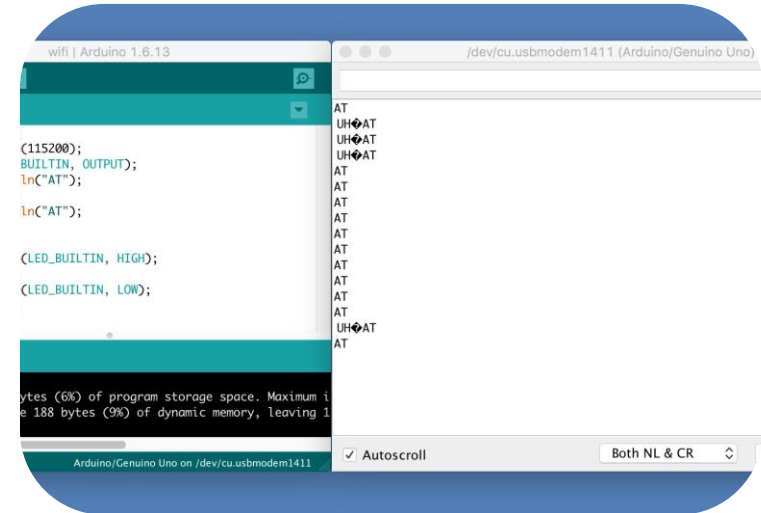 wifi | Arduino 1.6.13
(115200);
BUILTIN, OUTPUT);
ln("AT");
ln("AT");
(LED_BUILTIN, HIGH);
(LED_BUILTIN, LOW);
ytes (6%) of program storage space. Maximum i
e 188 bytes (9%) of dynamic memory, leaving 1
Arduino/Genuino Uno on /dev/cu.usbmodem1411
/dev/cu.usbmodem1411 (Arduino/Genuino Uno)
AT
UH�AT
UH�AT
UH�AT
AT
AT
AT
AT
AT
AT
AT
AT
AT
AT
UH�AT
AT
Autoscroll
Both NL & CR